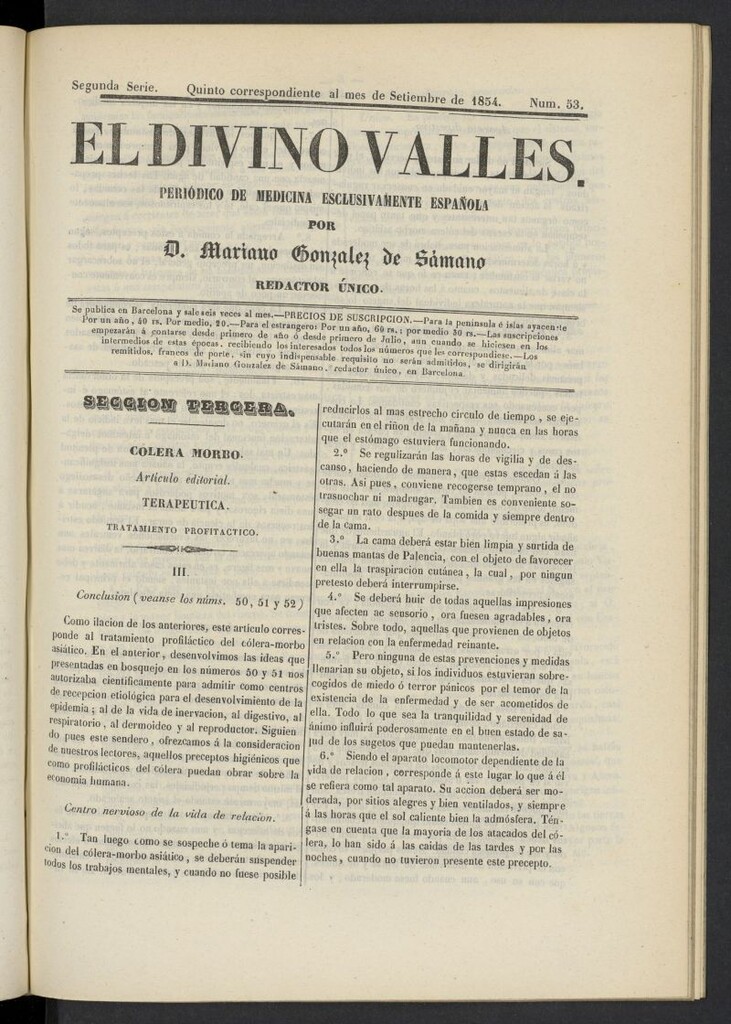 Segunda Serie. Quinto correspondiente al mes de Setiembre de 1854. Num. 53.
EL DIVINO VALLES.
PERIÓDICO DE MEDICINA ESCLUSIVAMENTE ESPAÑOLA
POR
D. Mariano Gonzalez de Sámano
REDACTOR ÚNICO.
Se publica en Barcelona y sale seis veces al mes.—PRECIOS DE SUSCRIPCION.—Para la península é islas ayacente
Por un año, 40 rs. Por medio, 20.—Para el estrangero: Por un año, 60 rs.; por medio 30 rs.—Las suscripciones
empezarán á contarse desde primero de año ó desde primero de Julio, aun cuando se hiciesen en los
intermedios de estas épocas, recibiendo los interesados todos los números que les correspondiese.—Los
remitidos, francos de porte, sin cuyo indispensable requisito no serán admitidos, se dirigirán
a D. Mariano Gonzalez de Sámano, redactor único, en Barcelona
SECCION TERCERA.
COLERA MORBO.
Artículo editorial.
TERAPEUTICA.
TRATAMIENTO PROFITACTICO.
III.
Conclusion (veanse los núms. 50, 51 y 52)
Como ilacion de los anteriores, este artículo corres-
ponde al tratamiento profiláctico del cólera-morbo
asiático. En el anterior, desenvolvimos las ideas que
presentadas en bosquejo en los números 50 y 51 nos
autorizaba cientificamente para admitir como centros
de recepcion etiológica para el desenvolvimiento de la
epidemia; al de la vida de inervacion, al digestivo, al
respiratorio, al dermoideo y al reproductor. Siguien
do pues este sendero, ofrezcamos á la consideracion
de nuestros lectores, aquellos preceptos higiénicos que
como profilácticos del cólera puedan obrar sobre la
economía humana.
Centro nervioso de la vida de relacion.
1.º Tan luego como se sospeche ó tema la apari-
cion del cólera-morbo asiático, se deberán suspender
todos los trabajos mentales, y cuando no fuese posible
reducirlos al mas estrecho circulo de tiempo, se eje-
cutarán en el riñon de la mañana y nunca en las horas
que el estómago estuviera funcionando.
2.º Se regulizarán las horas de vigilia y de des-
canso, haciendo de manera, que estas escedan á las
otras. Asi pues, conviene recogerse temprano, el no
trasnochar ni madrugar. Tambien es conveniente so-
segar un rato despues de la comida y siempre dentro
de la cama.
3.º La cama deberá estar bien limpia y surtida de
buenas mantas de Palencia, con el objeto de favorecer
en ella la traspiracion cutánea, la cual, por ningun
pretesto deberá interrumpirse.
4.º Se deberá huir de todas aquellas impresiones
que afecten ac sensorio, ora fuesen agradables, ora
tristes. Sobre todo, aquellas que provienen de objetos
en relacion con la enfermedad reinante.
5.º Pero ninguna de estas prevenciones y medidas
llenarian su objeto, si los individuos estuvieran sobre-
cogidos de miedo ó terror pánicos por el temor de la
existencia de la enfermedad y de ser acometidos de
ella. Todo lo que sea la tranquilidad y serenidad de
ánimo influirá poderosamente en el buen estado de sa-
lud de los sugetos que puedan mantenerlas.
6.º Siendo el aparato locomotor dependiente de la
vida de relacion, corresponde á este lugar lo que á él
se refiera como tal aparato. Su accion deberá ser mo-
derada, por sitios alegres y bien ventilados, y siempre
á las horas que el sol caliente bien la admósfera. Tén-
gase en cuenta que la mayoria de los atacados del có-
lera, lo han sido á las caidas de las tardes y por las
noches, cuando no tuvieron presente este precepto.